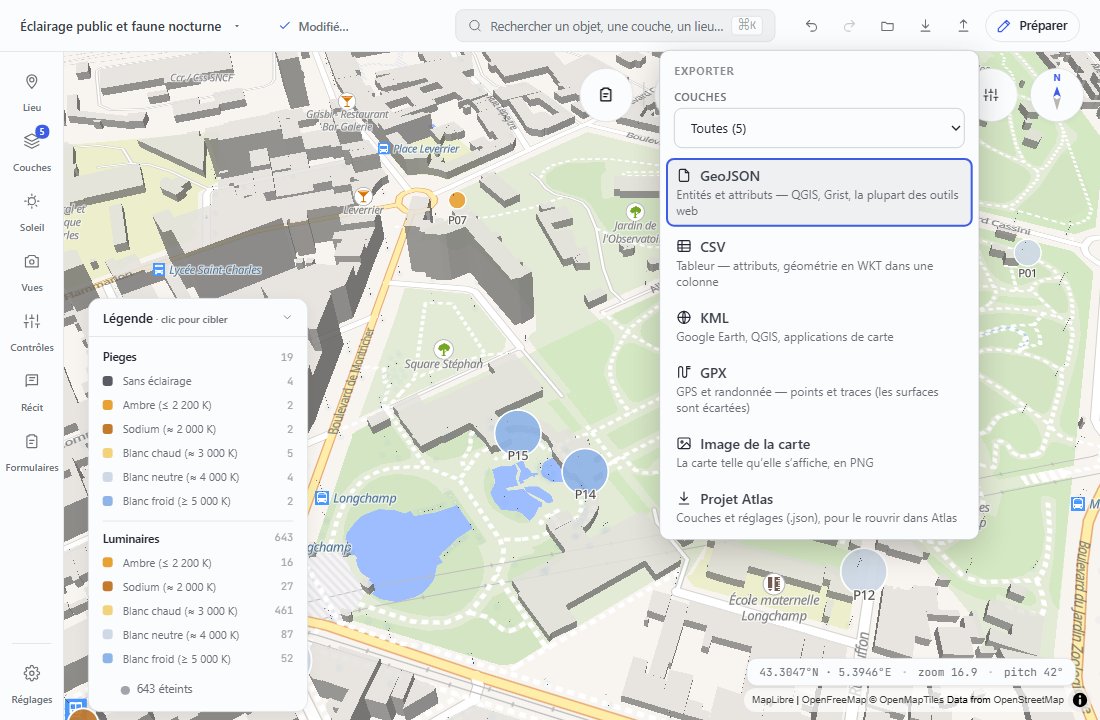 Éclairage public et faune nocturne
Modifié...
Rechercher un objet, une couche, un lieu...
⌘K
Préparer
Lieu
5
Couches
Soleil
Vues
Contrôles
Récit
Formulaires
Réglages
EXPORTER
COUCHES
Toutes (5)
GeoJSON
Entités et attributs — QGIS, Grist, la plupart des outils
web
CSV
Tableur — attributs, géométrie en WKT dans une
colonne
KML
Google Earth, QGIS, applications de carte
GPX
GPS et randonnée — points et traces (les surfaces
sont écartées)
Image de la carte
La carte telle qu'elle s'affiche, en PNG
Projet Atlas
Couches et réglages (.json), pour le rouvrir dans Atlas
N
Légende · clic pour cibler
Pieges 19
Sans éclairage 4
Ambre (≤ 2 200 K) 2
Sodium (≈ 2 000 K) 2
Blanc chaud (≈ 3 000 K) 5
Blanc neutre (≈ 4 000 K) 4
Blanc froid (≥ 5 000 K) 2
Luminaires 643
Ambre (≤ 2 200 K) 16
Sodium (≈ 2 000 K) 27
Blanc chaud (≈ 3 000 K) 461
Blanc neutre (≈ 4 000 K) 87
Blanc froid (≥ 5 000 K) 52
643 éteints
Ccr / Css SNCF
Grisbi - Restaurant
Bar Galerie
Place Leverrier
Leverrier
P07
Lycée Saint-Charles
Jardin de
l'Observatoi
rd Cassini
P01
Square Stéphan
Boulevard de Montricher
P15
P14
Longchamp
gchamp
P12
École maternelle
Longchamp
Boulevard du Jardin Zoolo
43.3047°N · 5.3946°E · zoom 16.9 · pitch 42°
MapLibre | OpenFreeMap © OpenMapTiles Data from OpenStreetMap